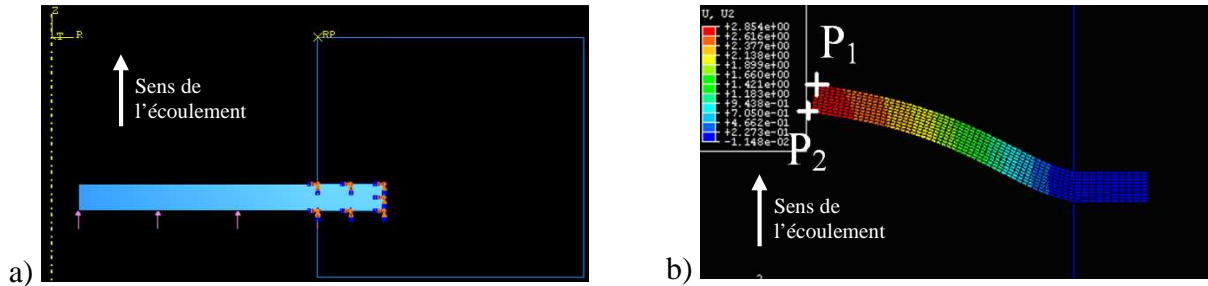 a)
Z
T
R
RP
Sens de
l'écoulement
b)
U, U2
+2.854e+00
+2.616e+00
+2.377e+00
+2.138e+00
+1.899e+00
+1.660e+00
+1.421e+00
+1.183e+00
+9.438e-01
+7.050e-01
+4.662e-01
+2.273e-01
-1.148e-02
P1
P2
Sens de
l'écoulement